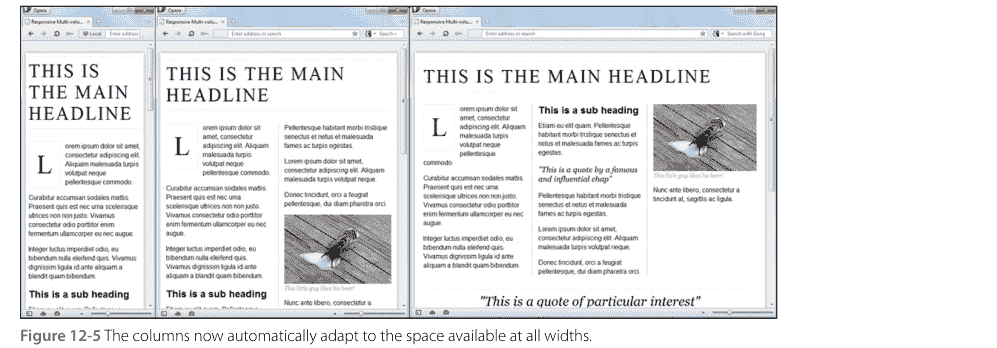 Opera
Responsive Multi-colu...
Local
Enter address
THIS IS
THE MAIN
HEADLINE
L
orem ipsum dolor sit
amet, consectetur
adipiscing elit. Aliquam
malesuada turpis
volutpat neque
pellentesque commodo.
Curabitur accumsan sodales mattis.
Praesent quis est nec urna
scelerisque ultrices non non justo.
Vivamus consectetur odio porttitor
enim fermentum ullamcorper eu nec
augue.
Integer luctus imperdiet odio, eu
bibendum nulla eleifend quis.
Vivamus dignissim ligula id ante
aliquam a blandit quam bibendum.
This is a sub heading
Opera
Responsive Multi-colu...
Enter address or search
THIS IS THE MAIN
HEADLINE
L
orem ipsum dolor sit
amet, consectetur
adipiscing elit. Aliquam
malesuada turpis
volutpat neque
pellentesque commodo.
Curabitur accumsan sodales mattis.
Praesent quis est nec urna
scelerisque ultrices non non justo.
Vivamus consectetur odio porttitor
enim fermentum ullamcorper eu nec
augue.
Integer luctus imperdiet odio, eu
bibendum nulla eleifend quis.
Vivamus dignissim ligula id ante
aliquam a blandit quam bibendum.
This is a sub heading
Pellentesque habitant morbi tristique
senectus et netus et malesuada
fames ac turpis egestas.
Lorem ipsum dolor sit amet,
consectetur adipiscing elit. Aliquam
malesuada turpis volutpat neque.
Donec tincidunt, orci a feugiat
pellentesque, dui diam pharetra orci.
This little guy likes his beer!
Nunc ante libero, consectetur a
Opera
Responsive Multi-colu...
Enter address or search
Search with Goog
THIS IS THE MAIN HEADLINE
L
orem ipsum dolor sit
amet, consectetur
adipiscing elit. Aliquam
malesuada turpis
volutpat neque
pellentesque
commodo.
Curabitur accumsan sodales mattis.
Praesent quis est nec urna
scelerisque ultrices non non justo.
Vivamus consectetur odio porttitor
enim fermentum ullamcorper eu nec
augue.
Integer luctus imperdiet odio, eu
bibendum nulla eleifend quis.
Vivamus dignissim ligula id ante
aliquam a blandit quam bibendum.
This is a sub heading
Etiam eu elit quam. Pellentesque
habitant morbi tristique senectus et
netus et malesuada fames ac turpis
egestas.
"This is a quote by a famous
and influential chap"
Pellentesque habitant morbi tristique
senectus et netus et malesuada
fames ac turpis egestas.
Lorem ipsum dolor sit amet,
consectetur adipiscing elit. Aliquam
malesuada turpis volutpat neque.
Donec tincidunt, orci a feugiat
pellentesque, dui diam pharetra orci.
This little guy likes his beer!
Nunc ante libero, consectetur a
tincidunt at, sagittis ac ligula.
"This is a quote of particular interest"
Figure 12-5 The columns now automatically adapt to the space available at all widths.